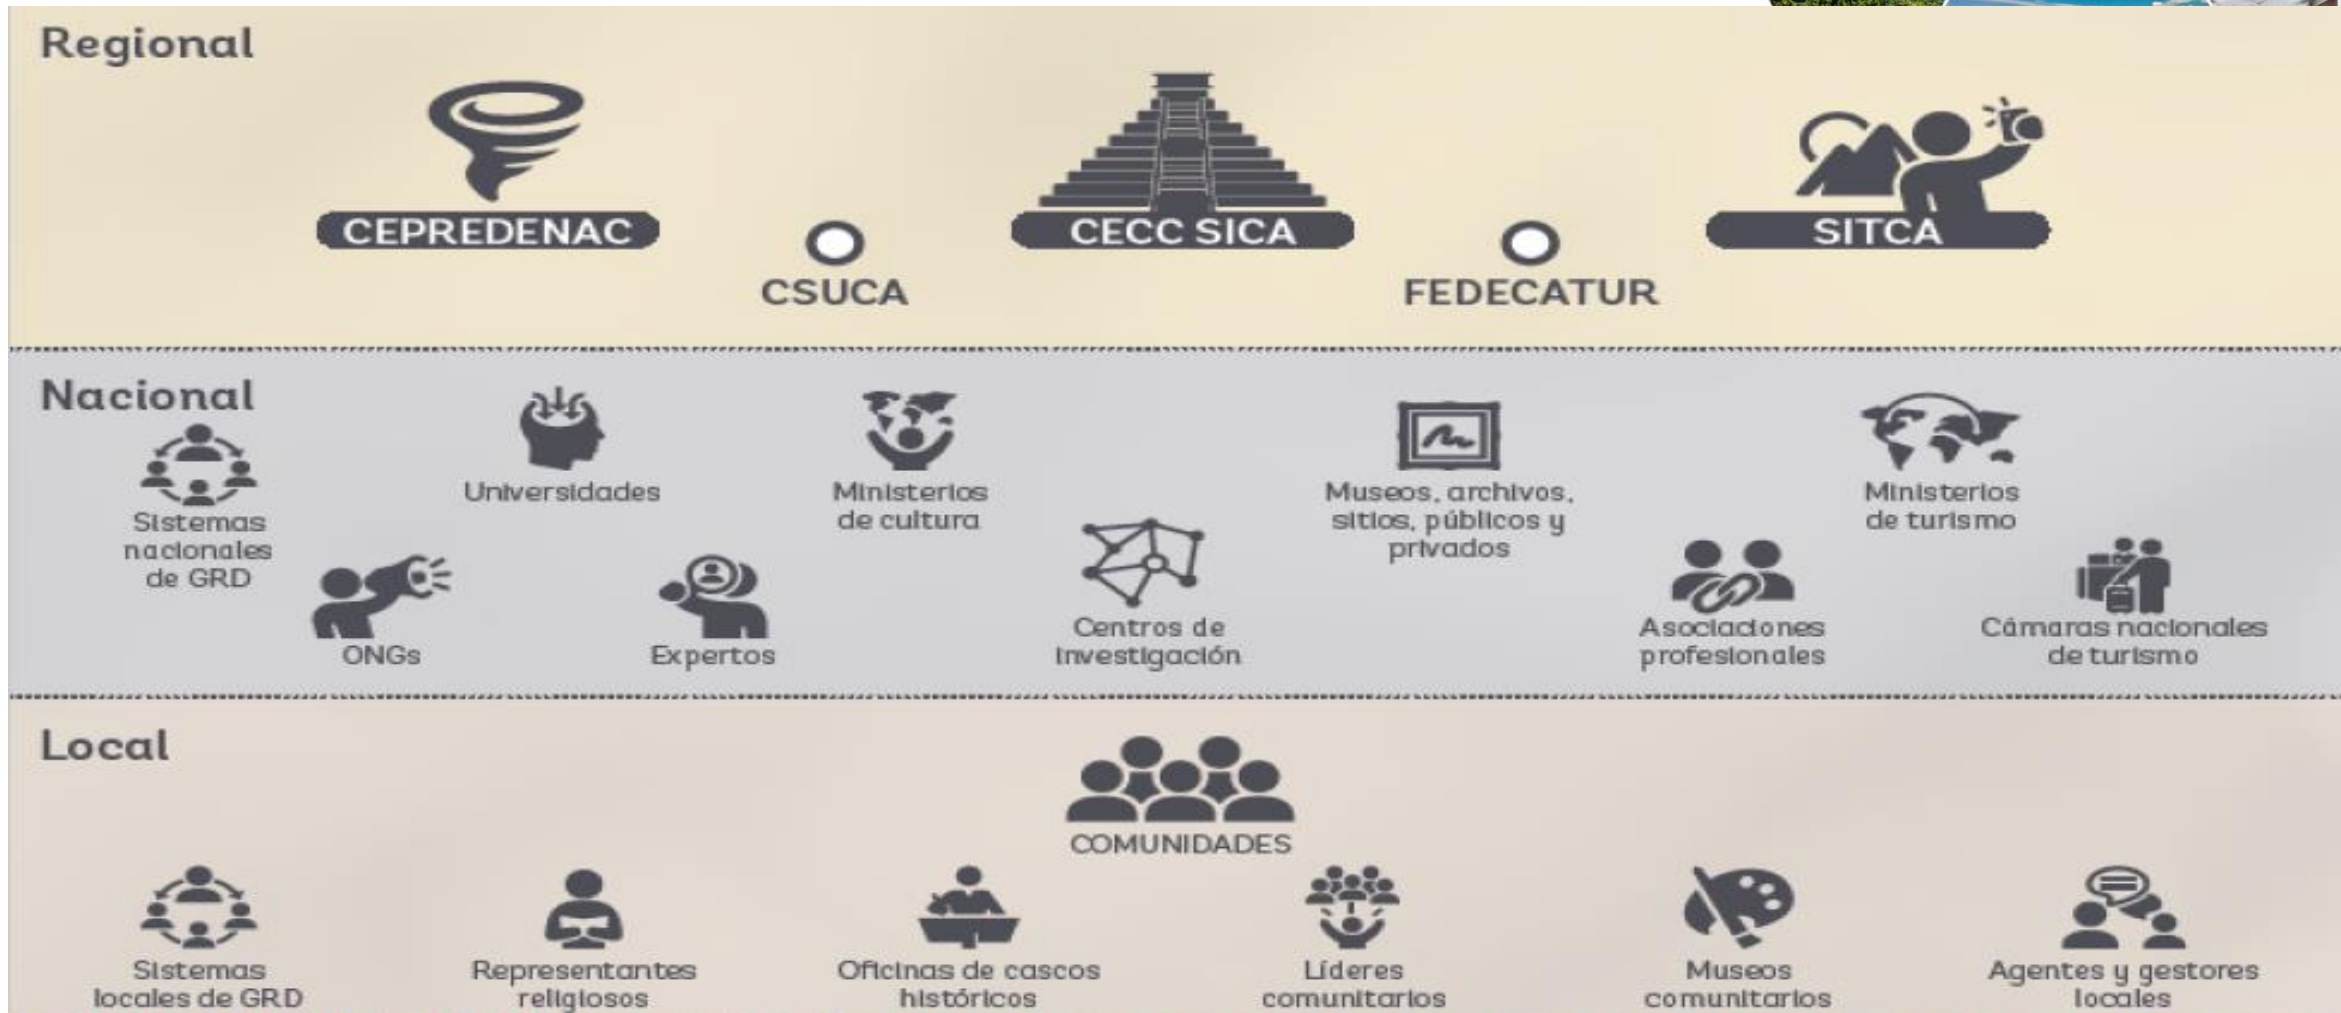 Regional
CEPREDENAC
CECC SICA
SITCA
CSUCA
FEDECATUR
Nacional
Sistemas
nacionales
de GRD
Universidades
Ministerios
de cultura
Museos, archivos,
sitios, públicos y
privados
Ministerios
de turismo
ONGs
Expertos
Centros de
investigación
Asociaciones
profesionales
Cámaras nacionales
de turismo
Local
COMUNIDADES
Sistemas
locales de GRD
Representantes
religiosos
Oficinas de cascos
históricos
Líderes
comunitarios
Museos
comunitarios
Agentes y gestores
locales